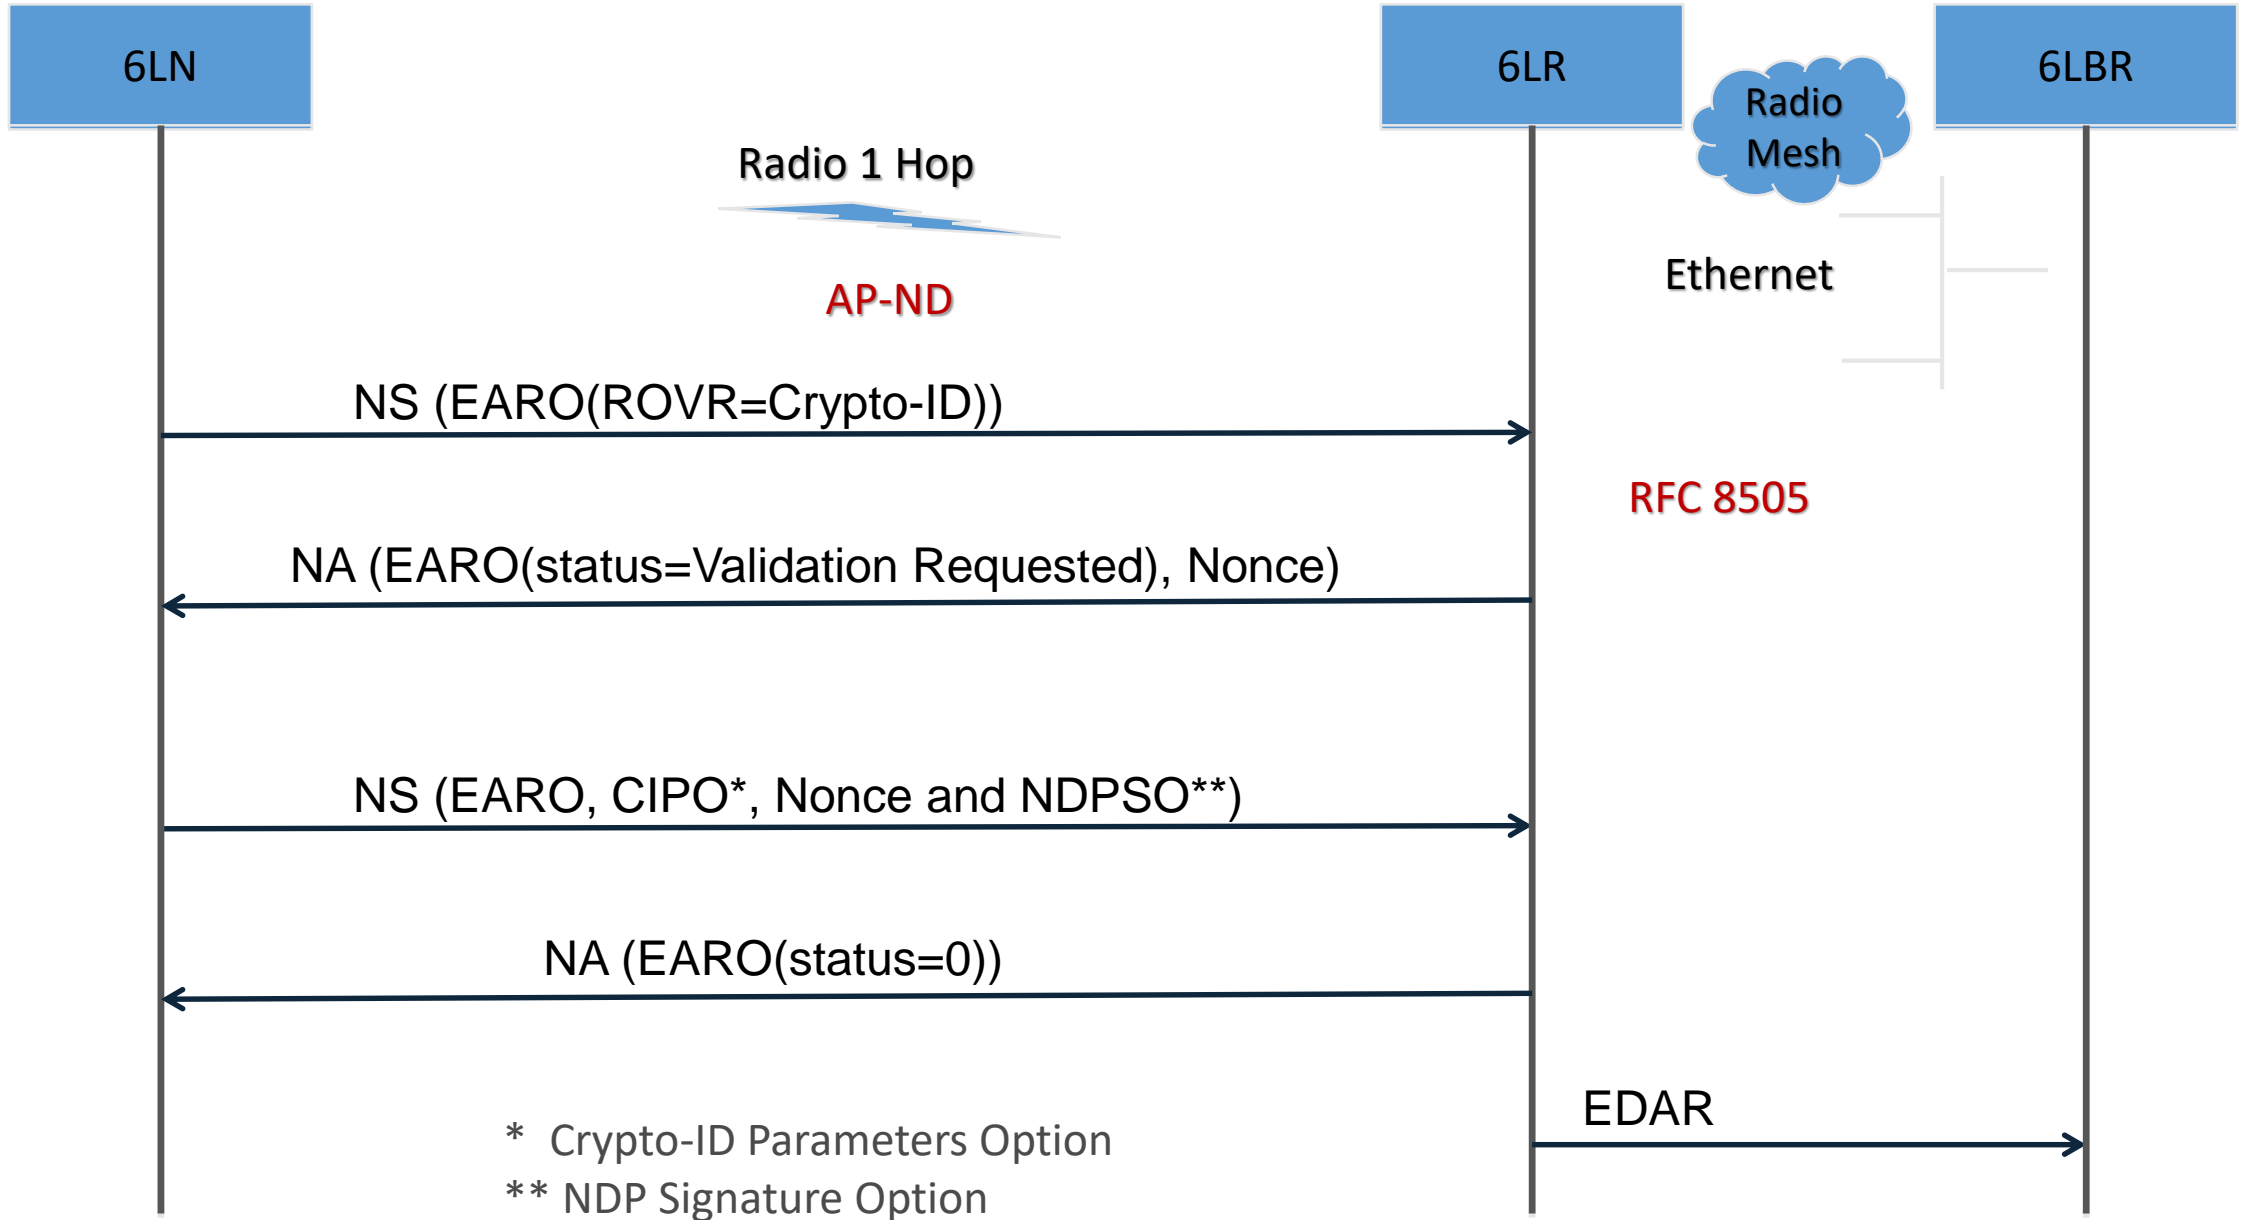 6LN
6LR
6LBR
Radio
Mesh
Radio 1 Hop
Ethernet
AP-ND
NS (EARO(ROVR=Crypto-ID))
RFC 8505
NA (EARO(status=Validation Requested), Nonce)
NS (EARO, CIPO*, Nonce and NDPSO**)
NA (EARO(status=0))
EDAR
* Crypto-ID Parameters Option
** NDP Signature Option